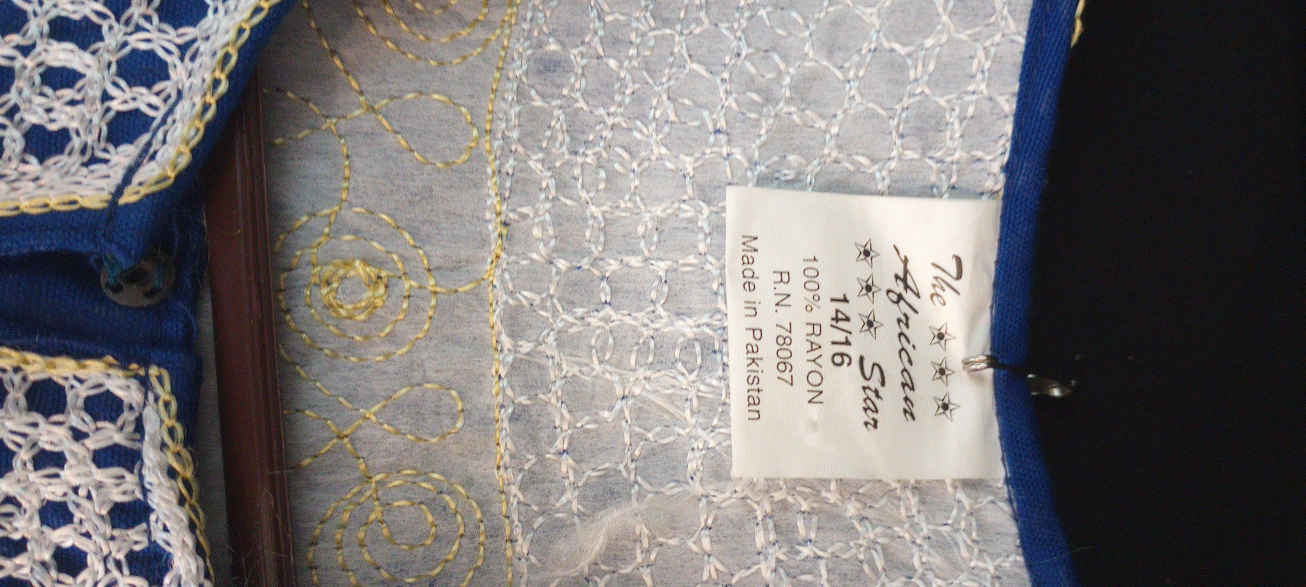 The
African
Star
14/16
100% RAYON
R.N. 78067
Made in Pakistan